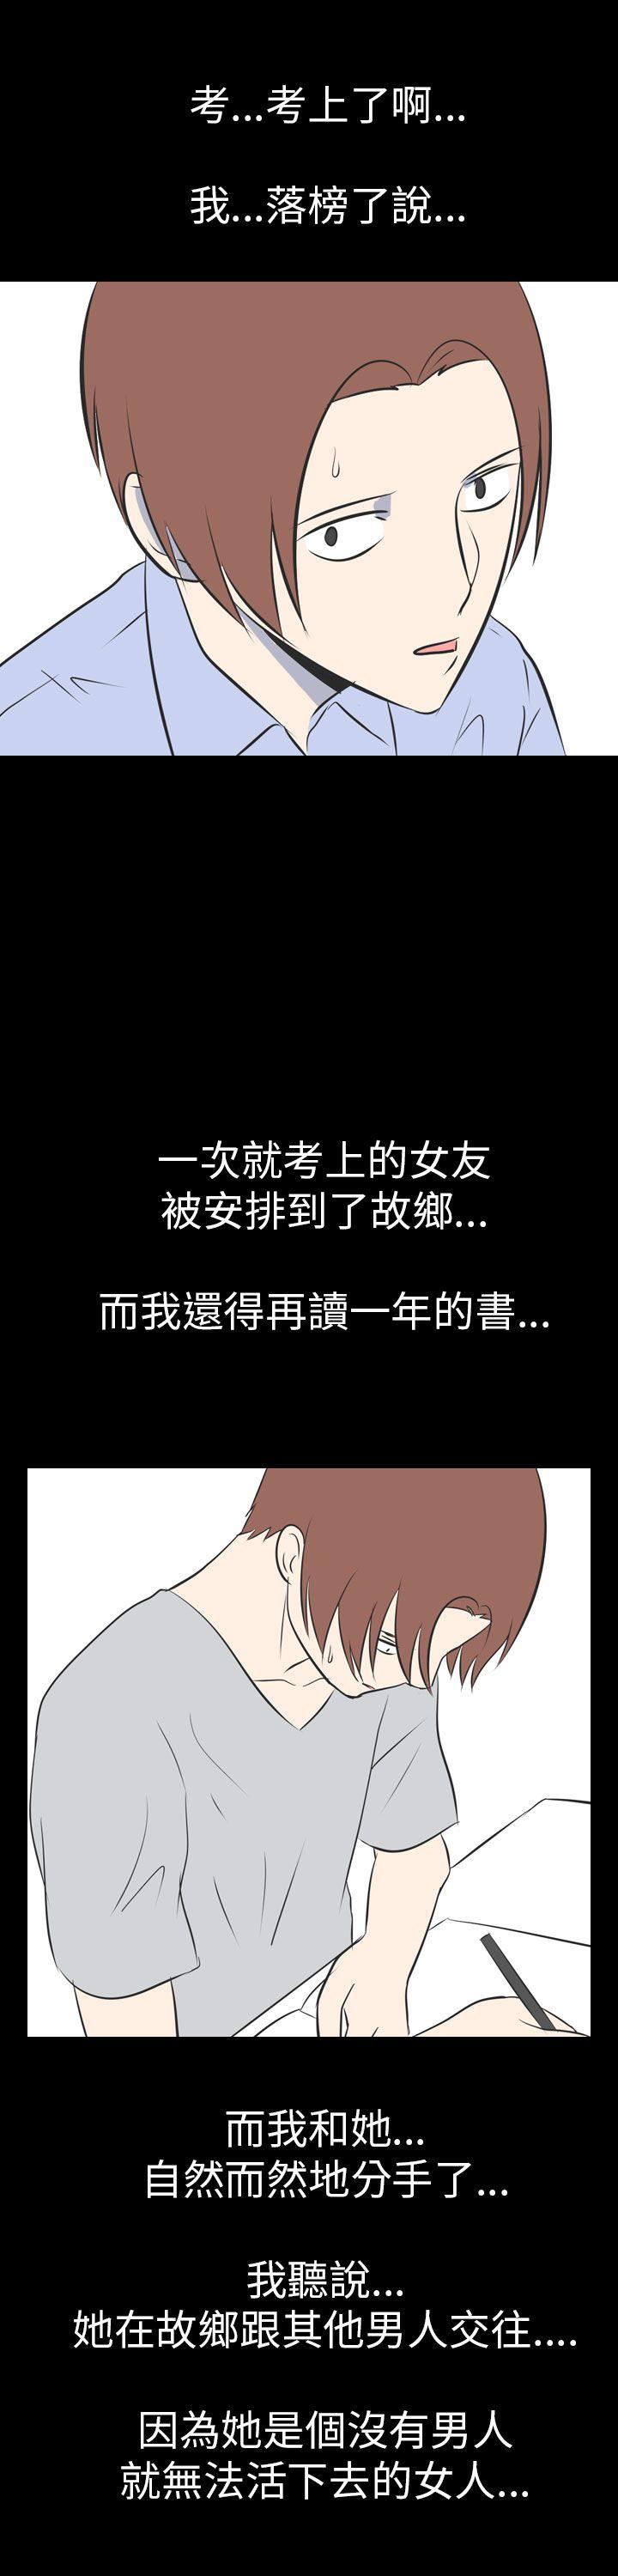 考...考上了啊...
我...落榜了說...
一次就考上的女友
被安排到了故鄉...
而我還得再讀一年的書...
而我和她...
自然而然地分手了...
我聽說...
她在故鄉跟其他男人交往....
因為她是個沒有男人
就無法活下去的女人...